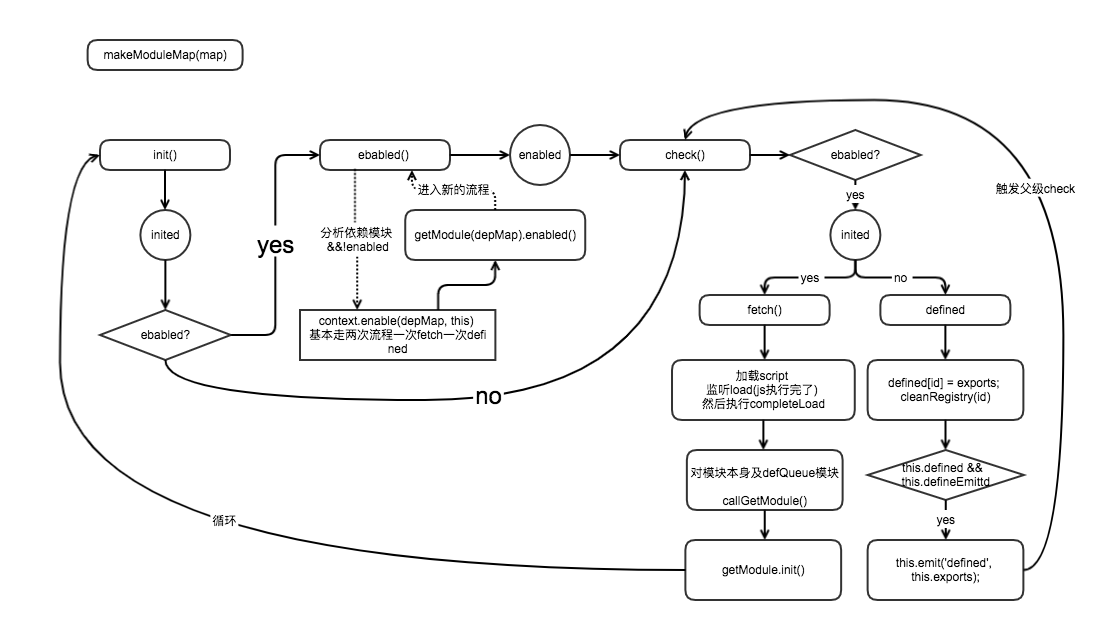 makeModuleMap(map)
init()
inited
ebabled?
yes
no
ebabled()
enabled
分析依赖模块
&&!enabled
进入新的流程
getModule(depMap).enabled()
context.enable(depMap, this)
基本走两次流程一次fetch一次defi
ned
check()
ebabled?
yes
inited
yes
no
fetch()
defined
加载script
监听load(js执行完了)
然后执行completeLoad
defined[id] = exports;
cleanRegistry(id)
对模块本身及defQueue模块
callGetModule()
this.defined &&
this.defineEmittd
yes
getModule.init()
this.emit('defined',
this.exports);
循环
触发父级check